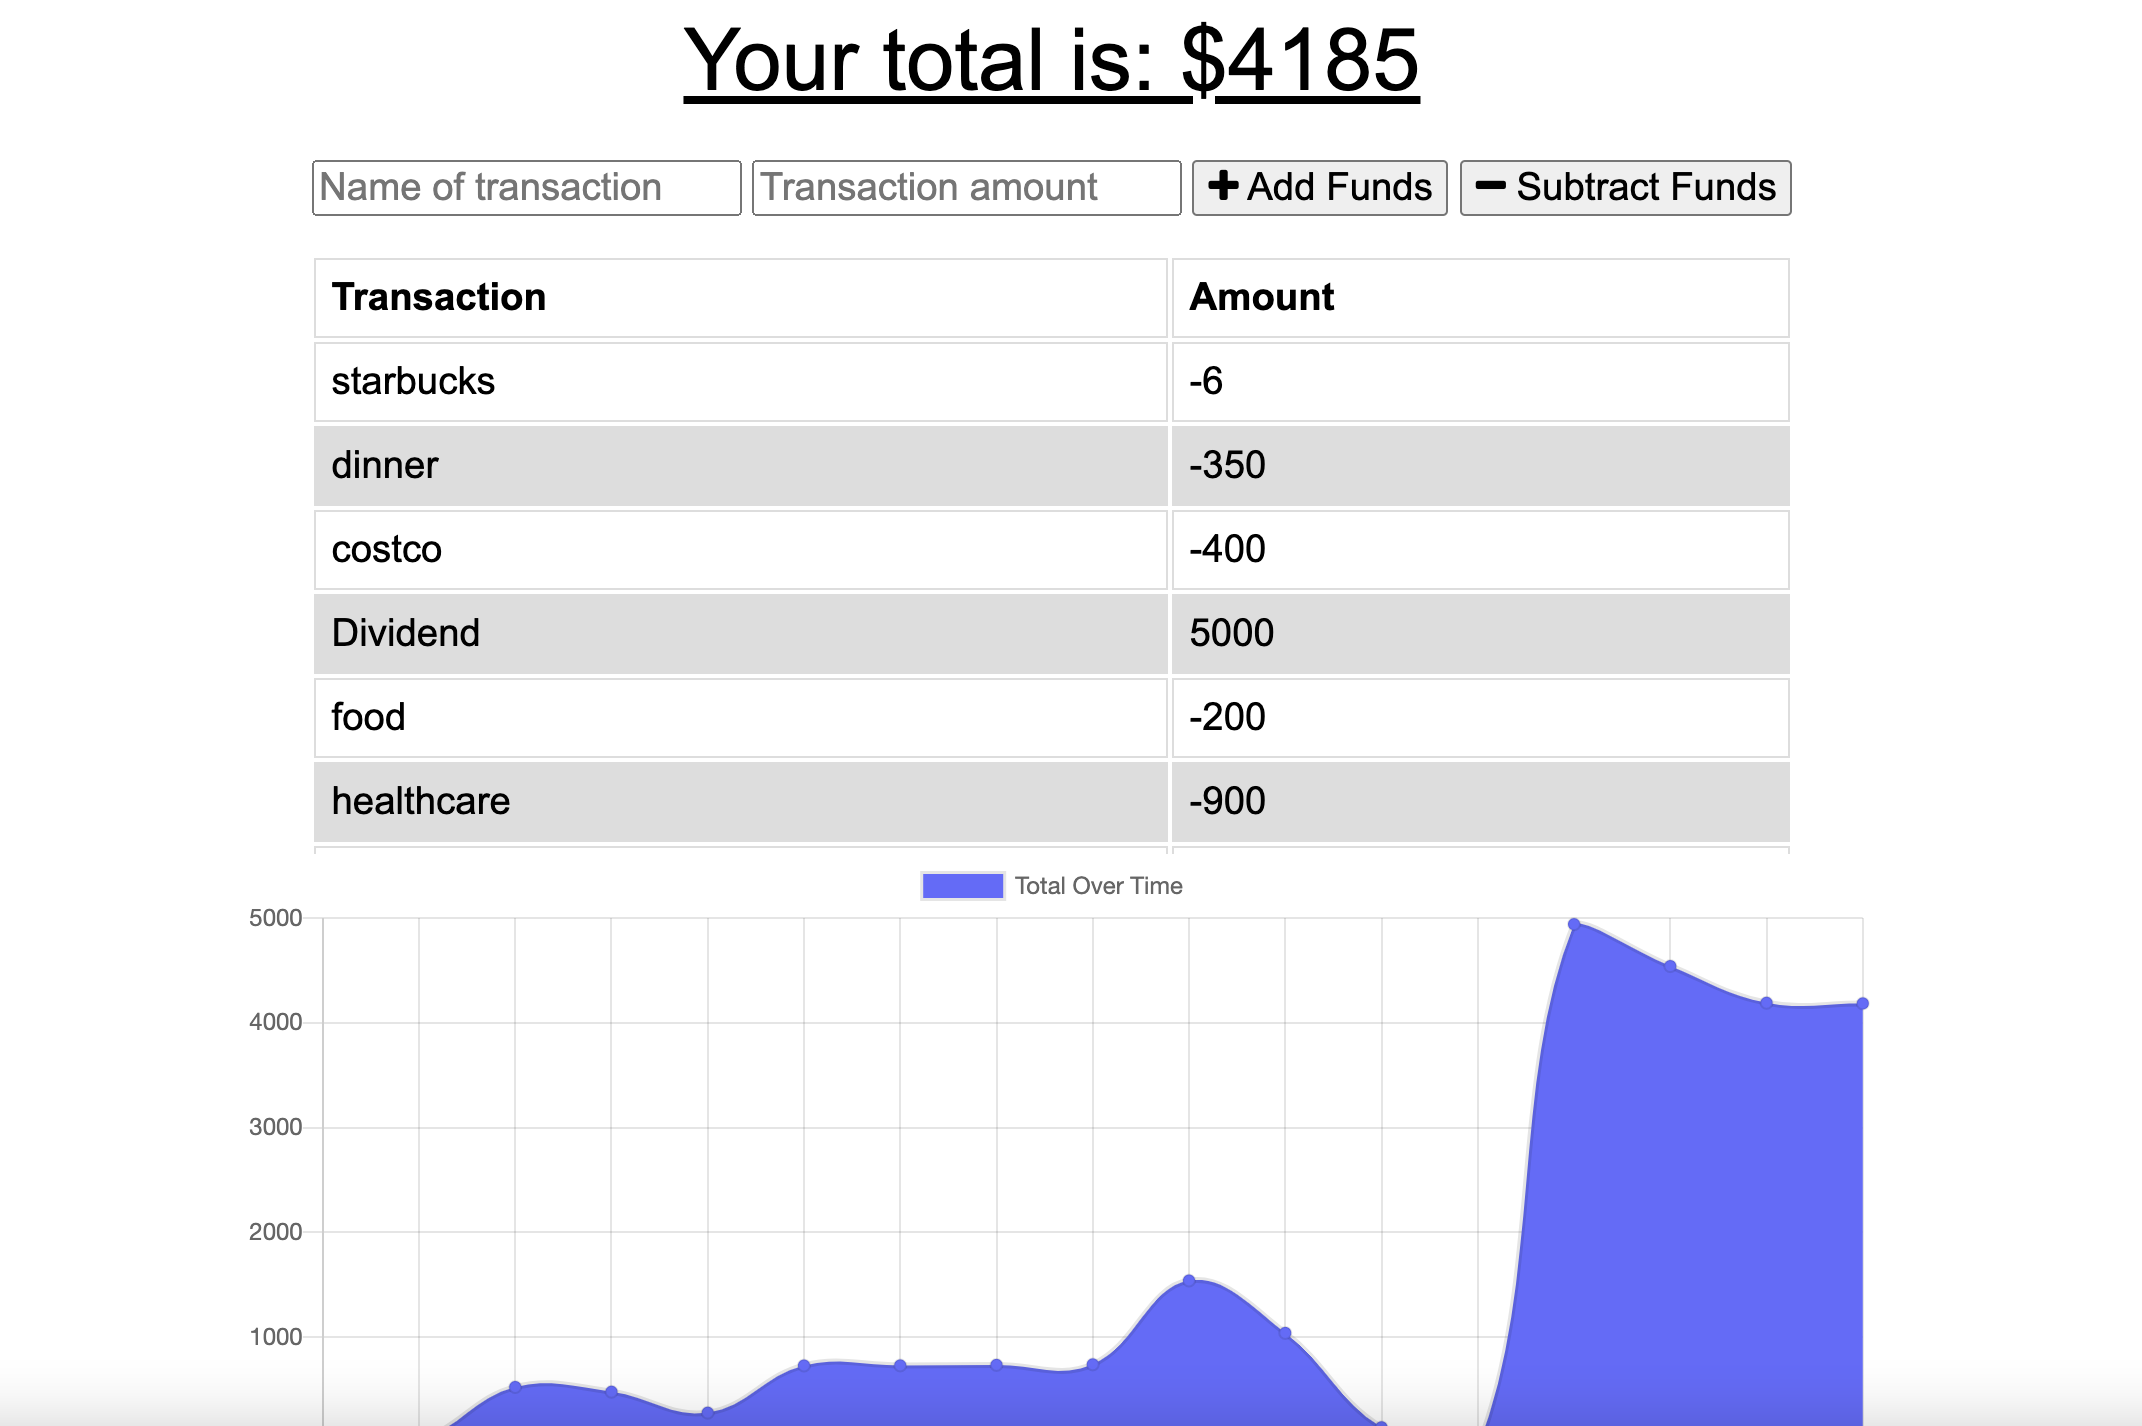 Your total is: $4185
Name of transaction Transaction amount Add Funds Subtract Funds
Transaction Amount
starbucks -6
dinner -350
costco -400
Dividend 5000
food -200
healthcare -900
Total Over Time
5000
4000
3000
2000
1000